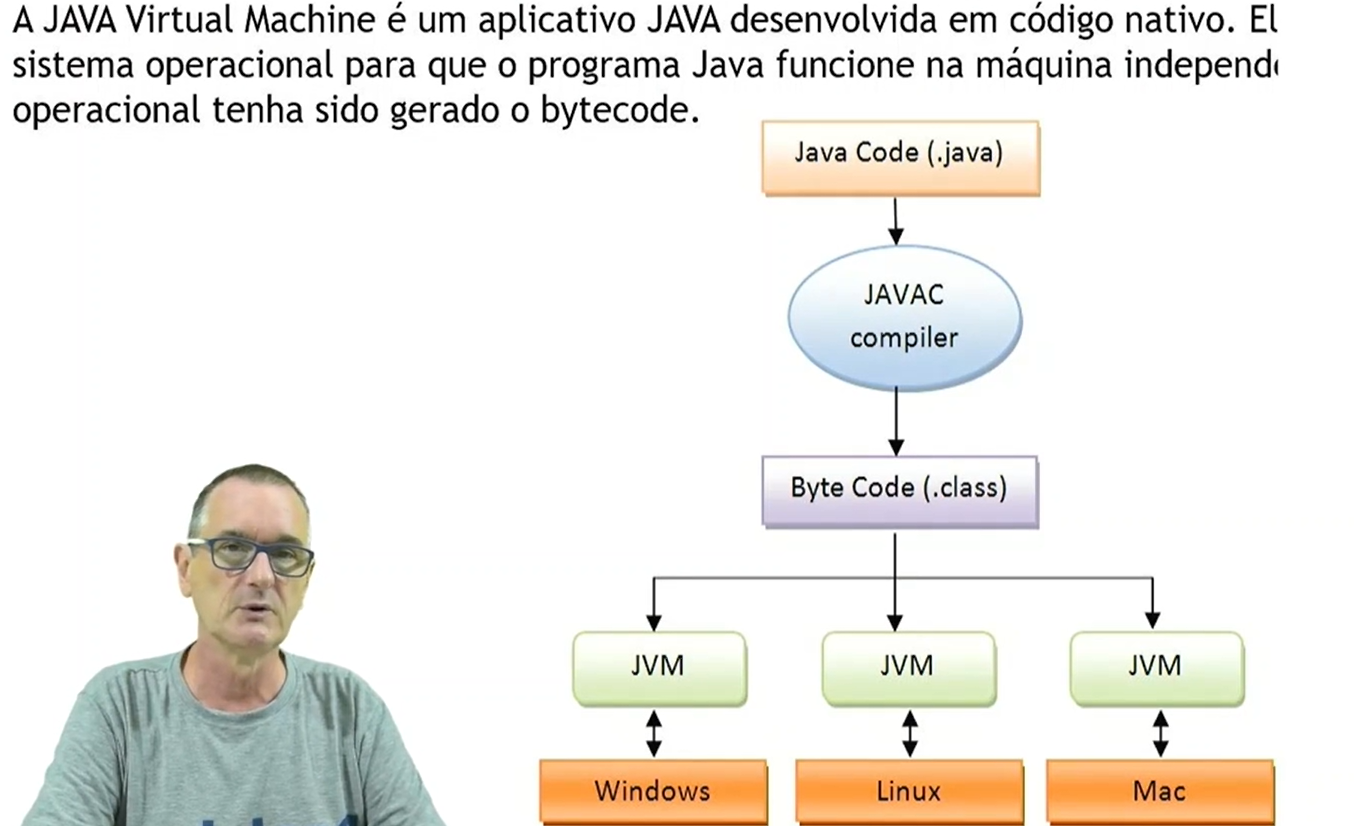 A JAVA Virtual Machine é um aplicativo JAVA desenvolvida em código nativo. El
sistema operacional para que o programa Java funcione na máquina
operacional tenha sido gerado o bytecode.
Java Code (.java)
JAVAC
compiler
Byte Code (.class)
JVM JVM JVM
Windows Linux Mac